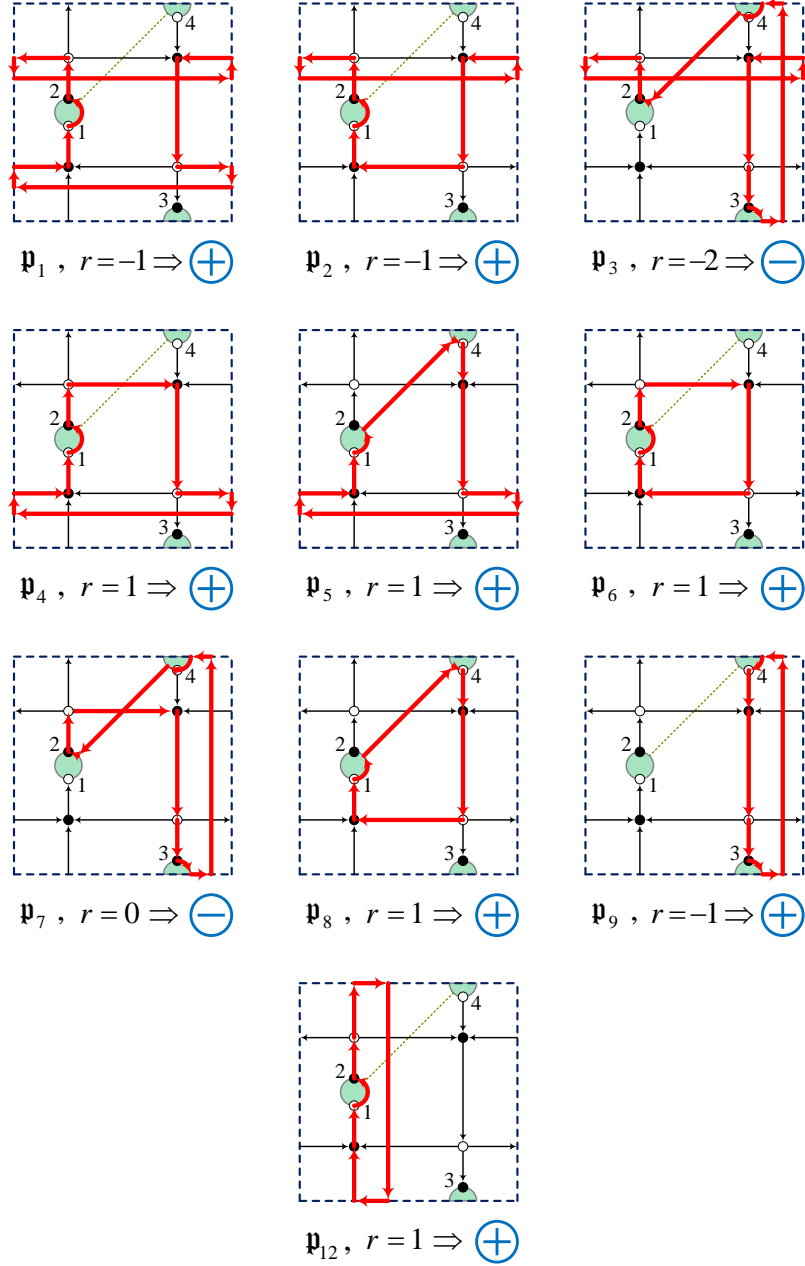 4 4 4
2 2 2
1 1 1
3 3 3
𝔭₁ , r = −1 ⇒ ⊕ 𝔭₂ , r = −1 ⇒ ⊕ 𝔭₃ , r = −2 ⇒ ⊖
4 4 4
2 2 2
1 1 1
3 3 3
𝔭₄ , r = 1 ⇒ ⊕ 𝔭₅ , r = 1 ⇒ ⊕ 𝔭₆ , r = 1 ⇒ ⊕
4 4 4
2 2 2
1 1 1
3 3 3
𝔭₇ , r = 0 ⇒ ⊖ 𝔭₈ , r = 1 ⇒ ⊕ 𝔭₉ , r = −1 ⇒ ⊕
4
2
1
3
𝔭₁₂ , r = 1 ⇒ ⊕